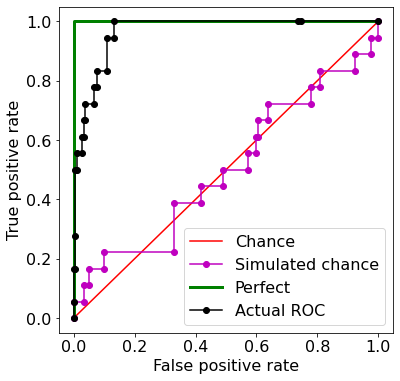 1.0
0.8
0.6
0.4
0.2
0.0
True positive rate
Chance
Simulated chance
Perfect
Actual ROC
0.0 0.2 0.4 0.6 0.8 1.0
False positive rate